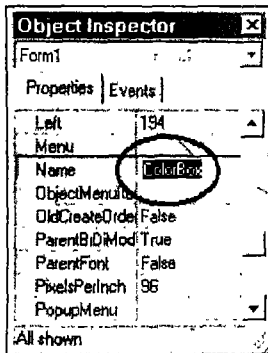 Object Inspector
Form1
Properties Events
Left 194
Menu
Name ColorBox
ObjectMenuIte
OldCreateOrde False
ParentBiDiMod True
ParentFont False
PixelsPerInch 96
PopupMenu
All shown